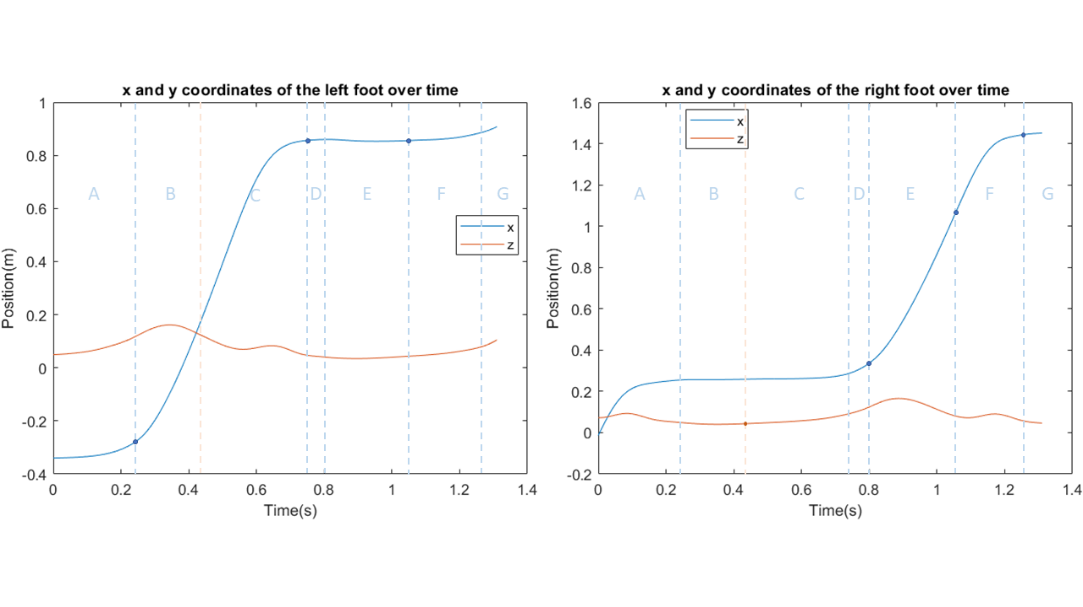 x and y coordinates of the left foot over time
1
0.8
0.6
0.4
0.2
0
-0.2
-0.4
Position(m)
A B C D E F G
x
z
0 0.2 0.4 0.6 0.8 1 1.2 1.4
Time(s)
x and y coordinates of the right foot over time
1.6
1.4
1.2
1
0.8
0.6
0.4
0.2
0
-0.2
Position(m)
x
z
A B C D E F G
0 0.2 0.4 0.6 0.8 1 1.2 1.4
Time(s)